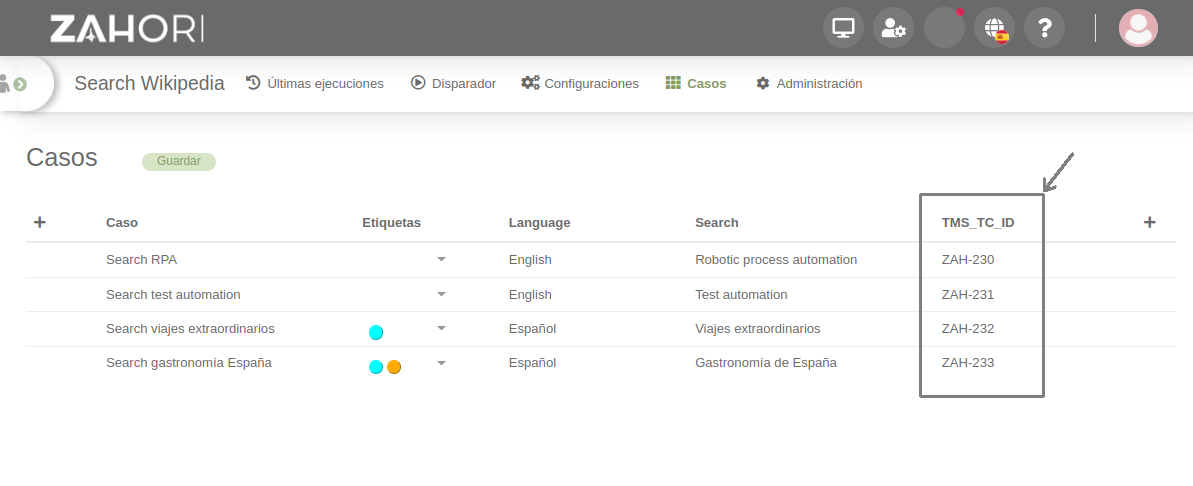 ZAHORI
?
Search Wikipedia Últimas ejecuciones Disparador Configuraciones Casos Administración
Casos Guardar
+ Caso Etiquetas Language Search TMS_TC_ID +
Search RPA English Robotic process automation ZAH-230
Search test automation English Test automation ZAH-231
Search viajes extraordinarios Español Viajes extraordinarios ZAH-232
Search gastronomía España Español Gastronomía de España ZAH-233